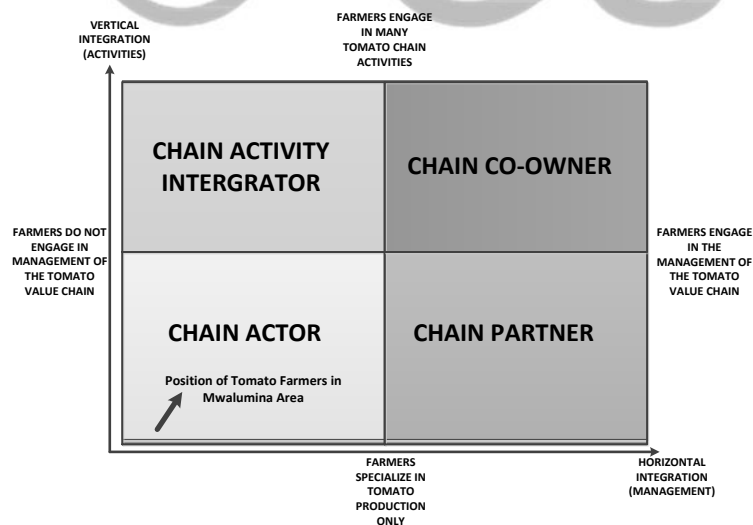 VERTICAL
INTEGRATION
(ACTIVITIES)
FARMERS ENGAGE
IN MANY
TOMATO CHAIN
ACTIVITIES
CHAIN ACTIVITY
INTERGRATOR
CHAIN CO-OWNER
FARMERS DO NOT
ENGAGE IN
MANAGEMENT OF
THE TOMATO
VALUE CHAIN
FARMERS ENGAGE
IN THE
MANAGEMENT OF
THE TOMATO
VALUE CHAIN
CHAIN ACTOR
CHAIN PARTNER
Position of Tomato Farmers in
Mwalumina Area
FARMERS
SPECIALIZE IN
TOMATO
PRODUCTION
ONLY
HORIZONTAL
INTEGRATION
(MANAGEMENT)